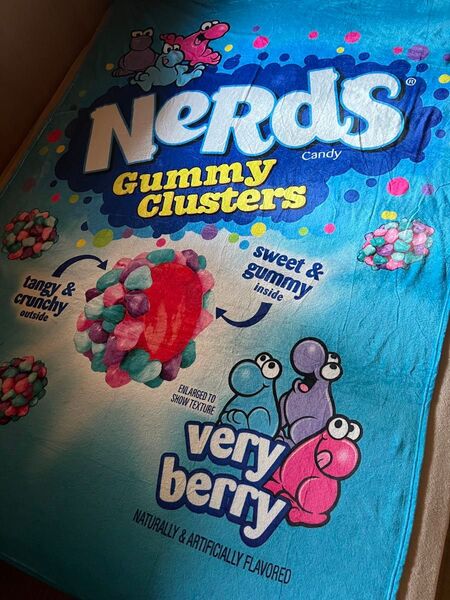 NeRdS®
Candy
Gummy
Clusters
tangy &
crunchy
outside
sweet &
gummy
inside
ENLARGED TO
SHOW TEXTURE
very
berry
NATURALLY & ARTIFICIALLY FLAVORED